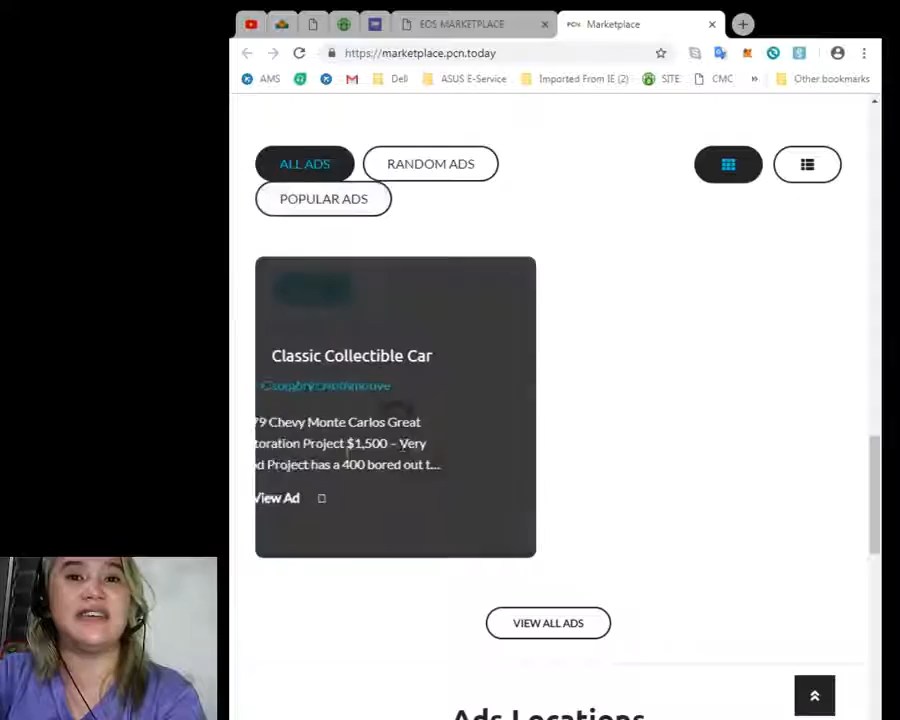 EOS MARKETPLACE
PCN Marketplace
https://marketplace.pcn.today
AMS Dell ASUS E-Service Imported From IE (2) SITE CMC » Other bookmarks
ALL ADS RANDOM ADS
POPULAR ADS
Classic Collectible Car
79 Chevy Monte Carlos Great
toration Project $1,500 – Very
d Project has a 400 bored out t...
View Ad
VIEW ALL ADS
Ads Locations